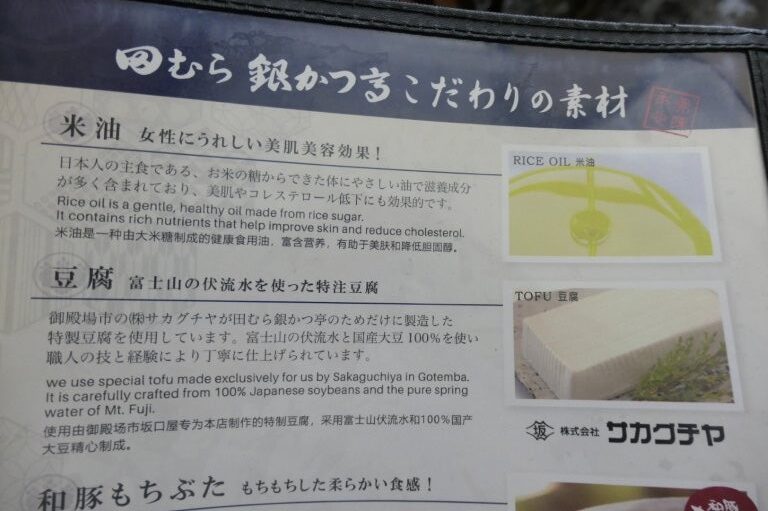 田むら 銀かつ亭 こだわりの素材
米油 女性にうれしい美肌美容効果！
日本人の主食である、お米の糖からできた体にやさしい油で滋養成分
が多く含まれており、美肌やコレステロール低下にも効果的です。
Rice oil is a gentle, healthy oil made from rice sugar.
It contains rich nutrients that help improve skin and reduce cholesterol.
米油是一种由大米糖制成的健康食用油，富含营养，有助于美肤和降低胆固醇。
RICE OIL 米油
豆腐 富士山の伏流水を使った特注豆腐
御殿場市の㈱サカグチヤが田むら銀かつ亭のためだけに製造した
特製豆腐を使用しています。富士山の伏流水と国産大豆100％を使い
職人の技と経験により丁寧に仕上げられています。
we use special tofu made exclusively for us by Sakaguchiya in Gotemba.
It is carefully crafted from 100% Japanese soybeans and the pure spring
water of Mt. Fuji.
使用由御殿场市坂口屋专为本店制作的特制豆腐，采用富士山伏流水和100%国产
大豆精心制成。
TOFU 豆腐
坂 株式会社 サカグチヤ
和豚もちぶた もちもちした柔らかい食感！
和豚